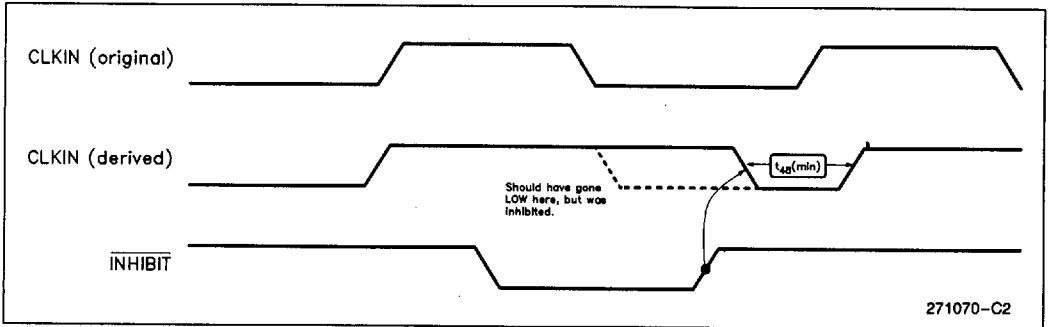 CLKIN (original)
CLKIN (derived)
t48(min)
Should have gone
LOW here, but was
inhibited.
INHIBIT
271070-C2